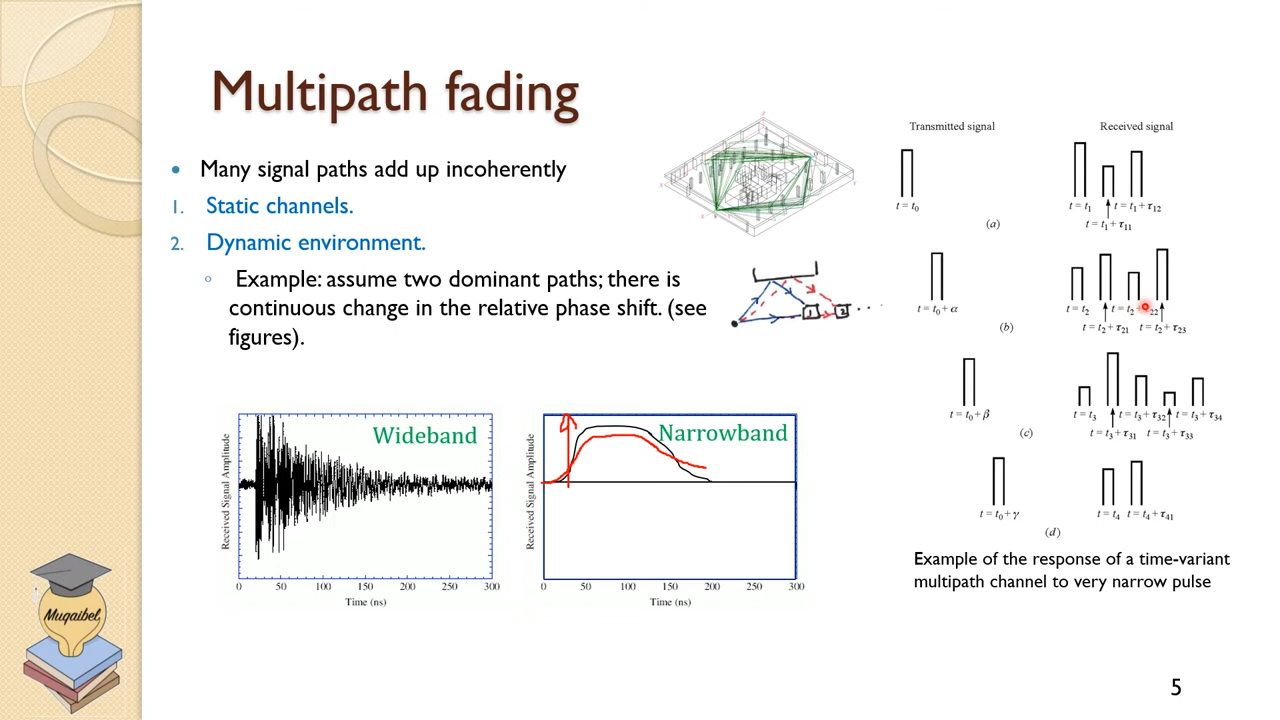 Multipath fading
• Many signal paths add up incoherently
1. Static channels.
2. Dynamic environment.
◦ Example: assume two dominant paths; there is
continuous change in the relative phase shift. (see
figures).
1 2 . . .
Transmitted signal Received signal
t = t0 t = t1 t = t1 + τ12
t = t1 + τ11
(a)
t = t0 + α t = t2 t = t2 22
t = t2 + τ21 t = t2 + τ23
(b)
t = t0 + β t = t3 t = t3 + τ32 t = t3 + τ34
t = t3 + τ31 t = t3 + τ33
(c)
t = t0 + γ t = t4 t = t4 + τ41
(d)
Example of the response of a time-variant
multipath channel to very narrow pulse
Wideband
Received Signal Amplitude
0 50 100 150 200 250 300
Time (ns)
Narrowband
Received Signal Amplitude
0 50 100 150 200 250 300
Time (ns)
Muqaibel
5